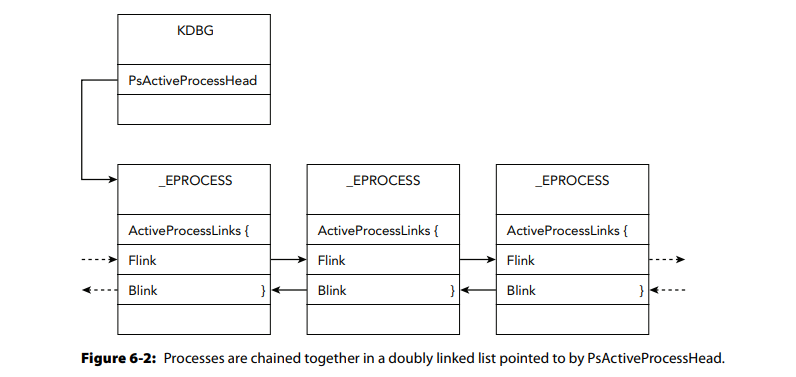 KDBG
PsActiveProcessHead
_EPROCESS
ActiveProcessLinks {
Flink
Blink }
_EPROCESS
ActiveProcessLinks {
Flink
Blink }
_EPROCESS
ActiveProcessLinks {
Flink
Blink }
Figure 6-2: Processes are chained together in a doubly linked list pointed to by PsActiveProcessHead.